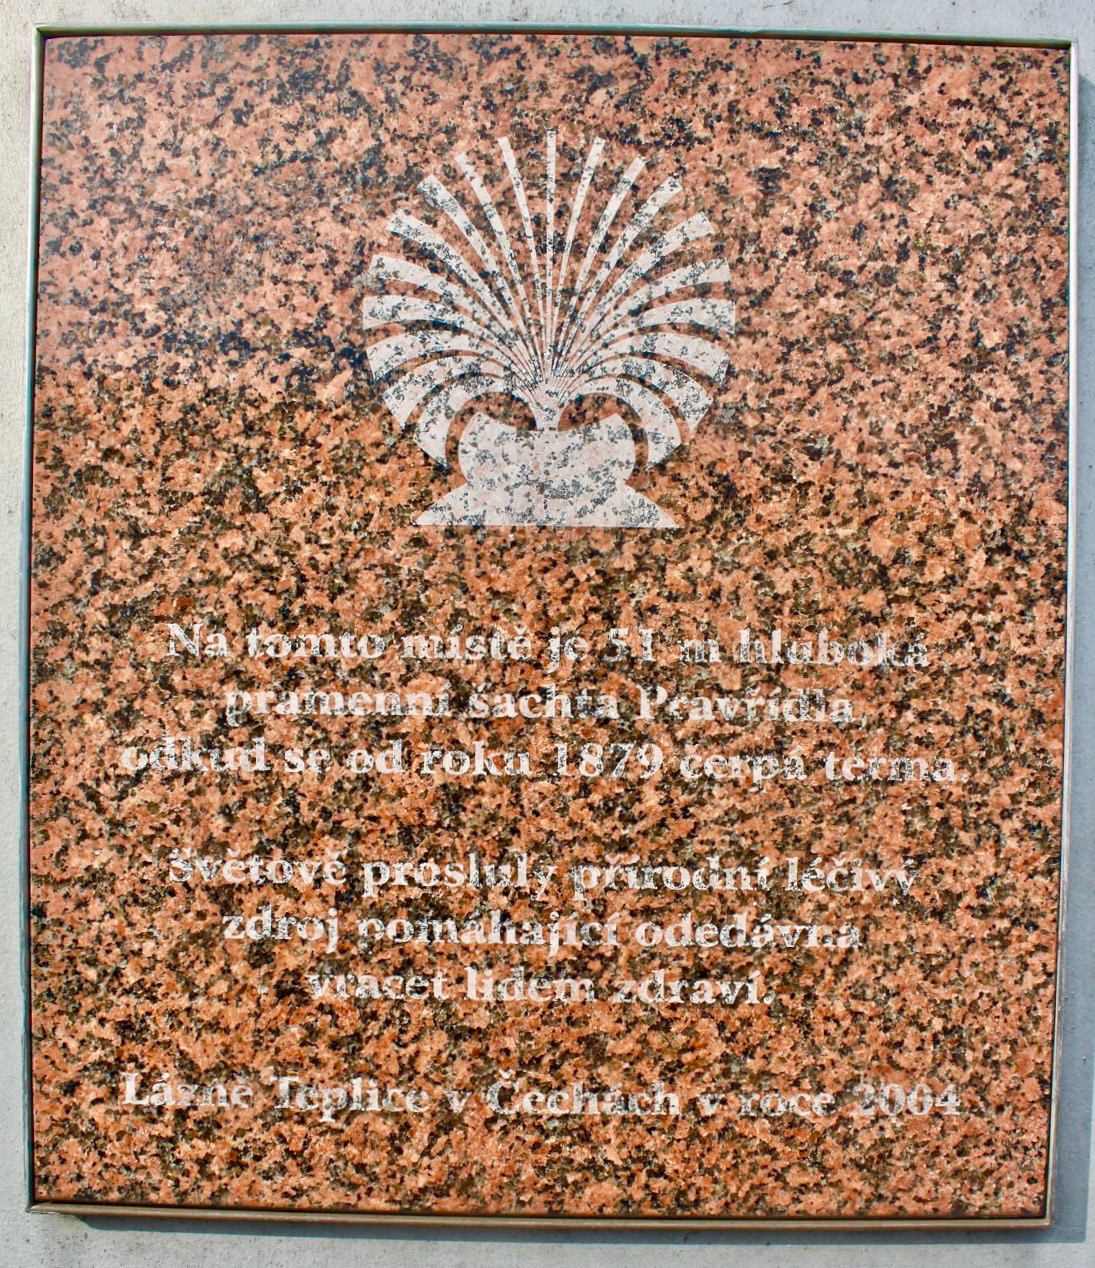 Na tomto místě je 51 m hluboká
pramenní šachta Pravřídla,
odkud se od roku 1879 čerpá terma.
Světově proslulý přírodní léčivý
zdroj pomáhající odedávna
vracet lidem zdraví.
Lázně Teplice v Čechách v roce 2004